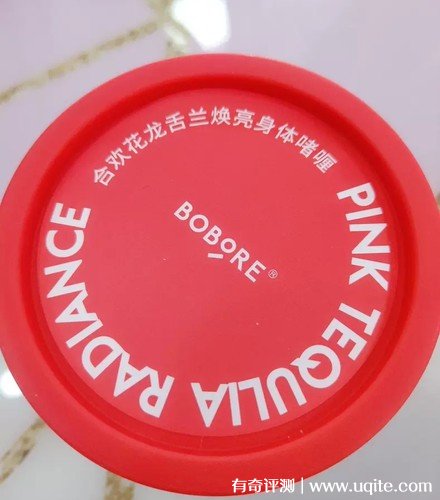 合欢花龙舌兰焕亮身体啫喱
BOBORE®
PINK TEQULIA RADIANCE
有奇评测 | www.uqite.com